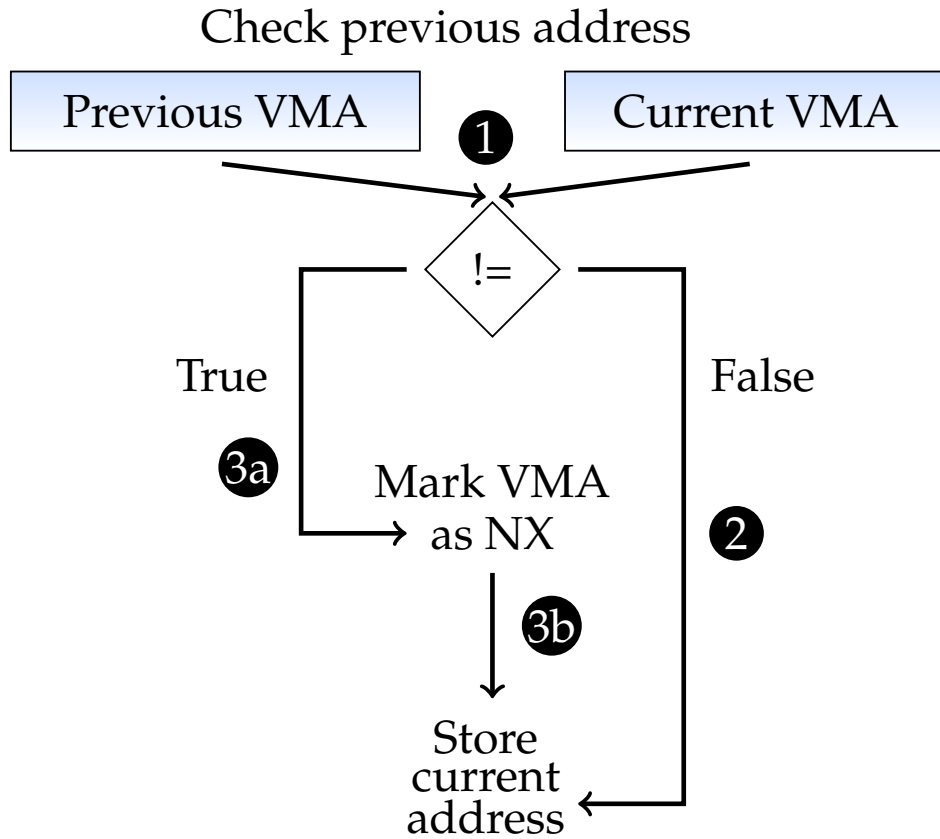 Check previous address
Previous VMA
Current VMA
1
!=
True
False
3a
Mark VMA
as NX
2
3b
Store
current
address